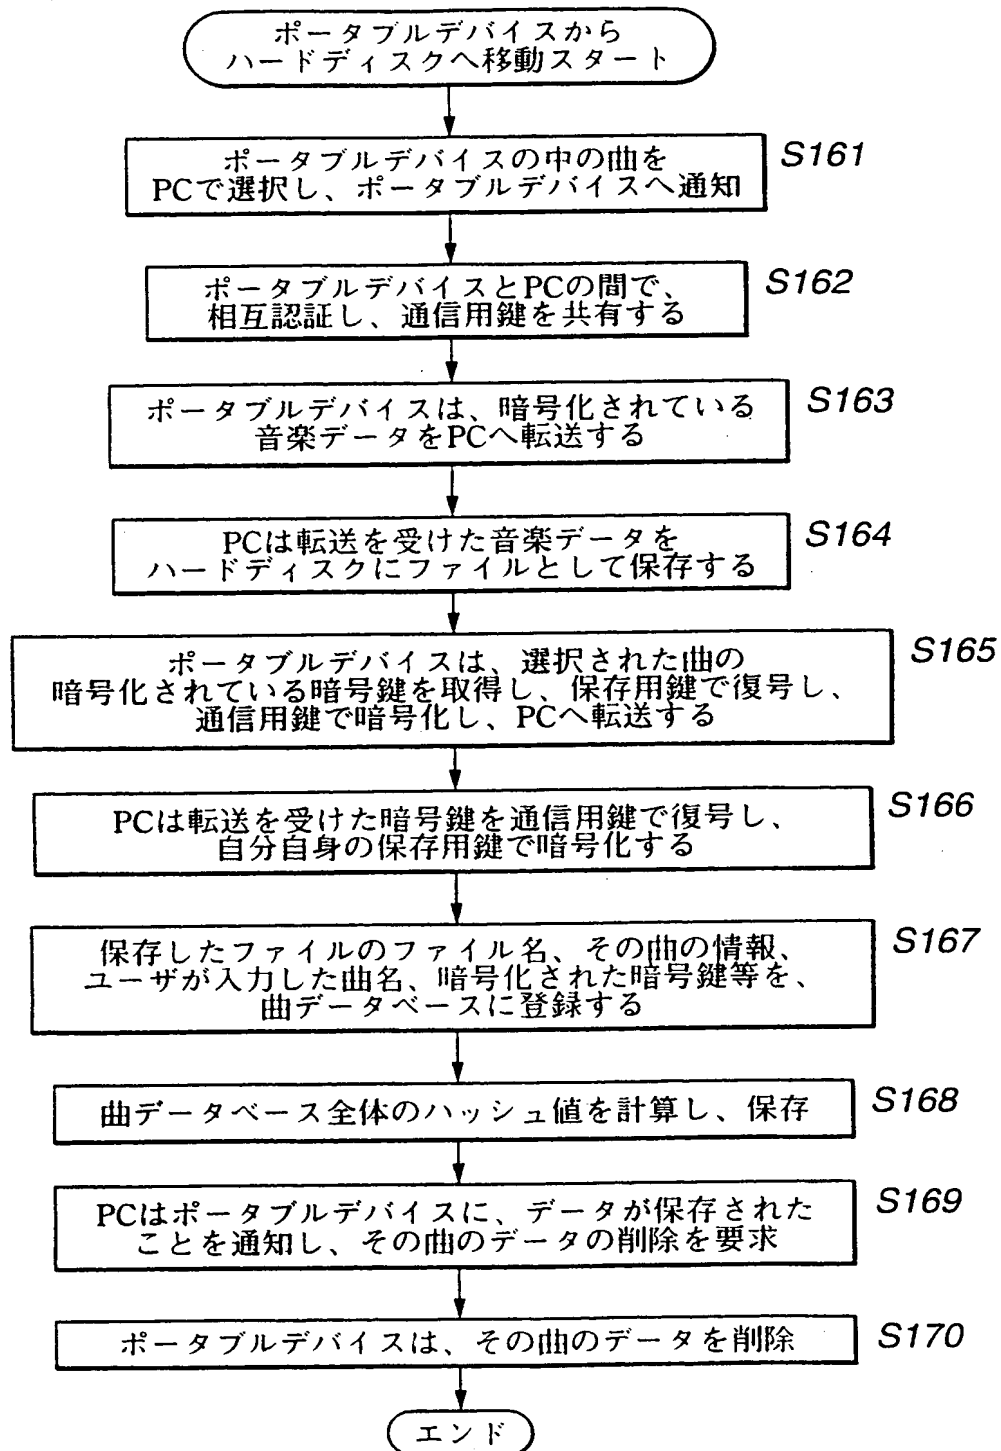 ポータブルデバイスから
ハードディスクへ移動スタート
ポータブルデバイスの中の曲を
PCで選択し、ポータブルデバイスへ通知
S161
ポータブルデバイスとPCの間で、
相互認証し、通信用鍵を共有する
S162
ポータブルデバイスは、暗号化されている
音楽データをPCへ転送する
S163
PCは転送を受けた音楽データを
ハードディスクにファイルとして保存する
S164
ポータブルデバイスは、選択された曲の
暗号化されている暗号鍵を取得し、保存用鍵で復号し、
通信用鍵で暗号化し、PCへ転送する
S165
PCは転送を受けた暗号鍵を通信用鍵で復号し、
自分自身の保存用鍵で暗号化する
S166
保存したファイルのファイル名、その曲の情報、
ユーザが入力した曲名、暗号化された暗号鍵等を、
曲データベースに登録する
S167
曲データベース全体のハッシュ値を計算し、保存
S168
PCはポータブルデバイスに、データが保存された
ことを通知し、その曲のデータの削除を要求
S169
ポータブルデバイスは、その曲のデータを削除
S170
エンド